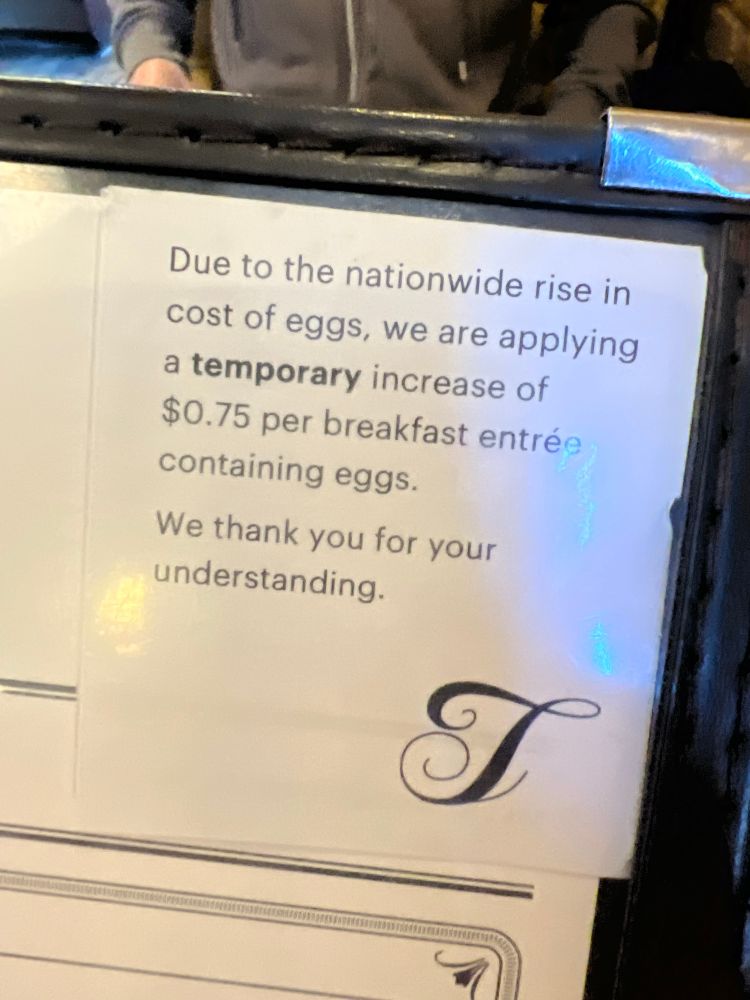 Due to the nationwide rise in
cost of eggs, we are applying
a temporary increase of
$0.75 per breakfast entrée
containing eggs.
We thank you for your
understanding.
T